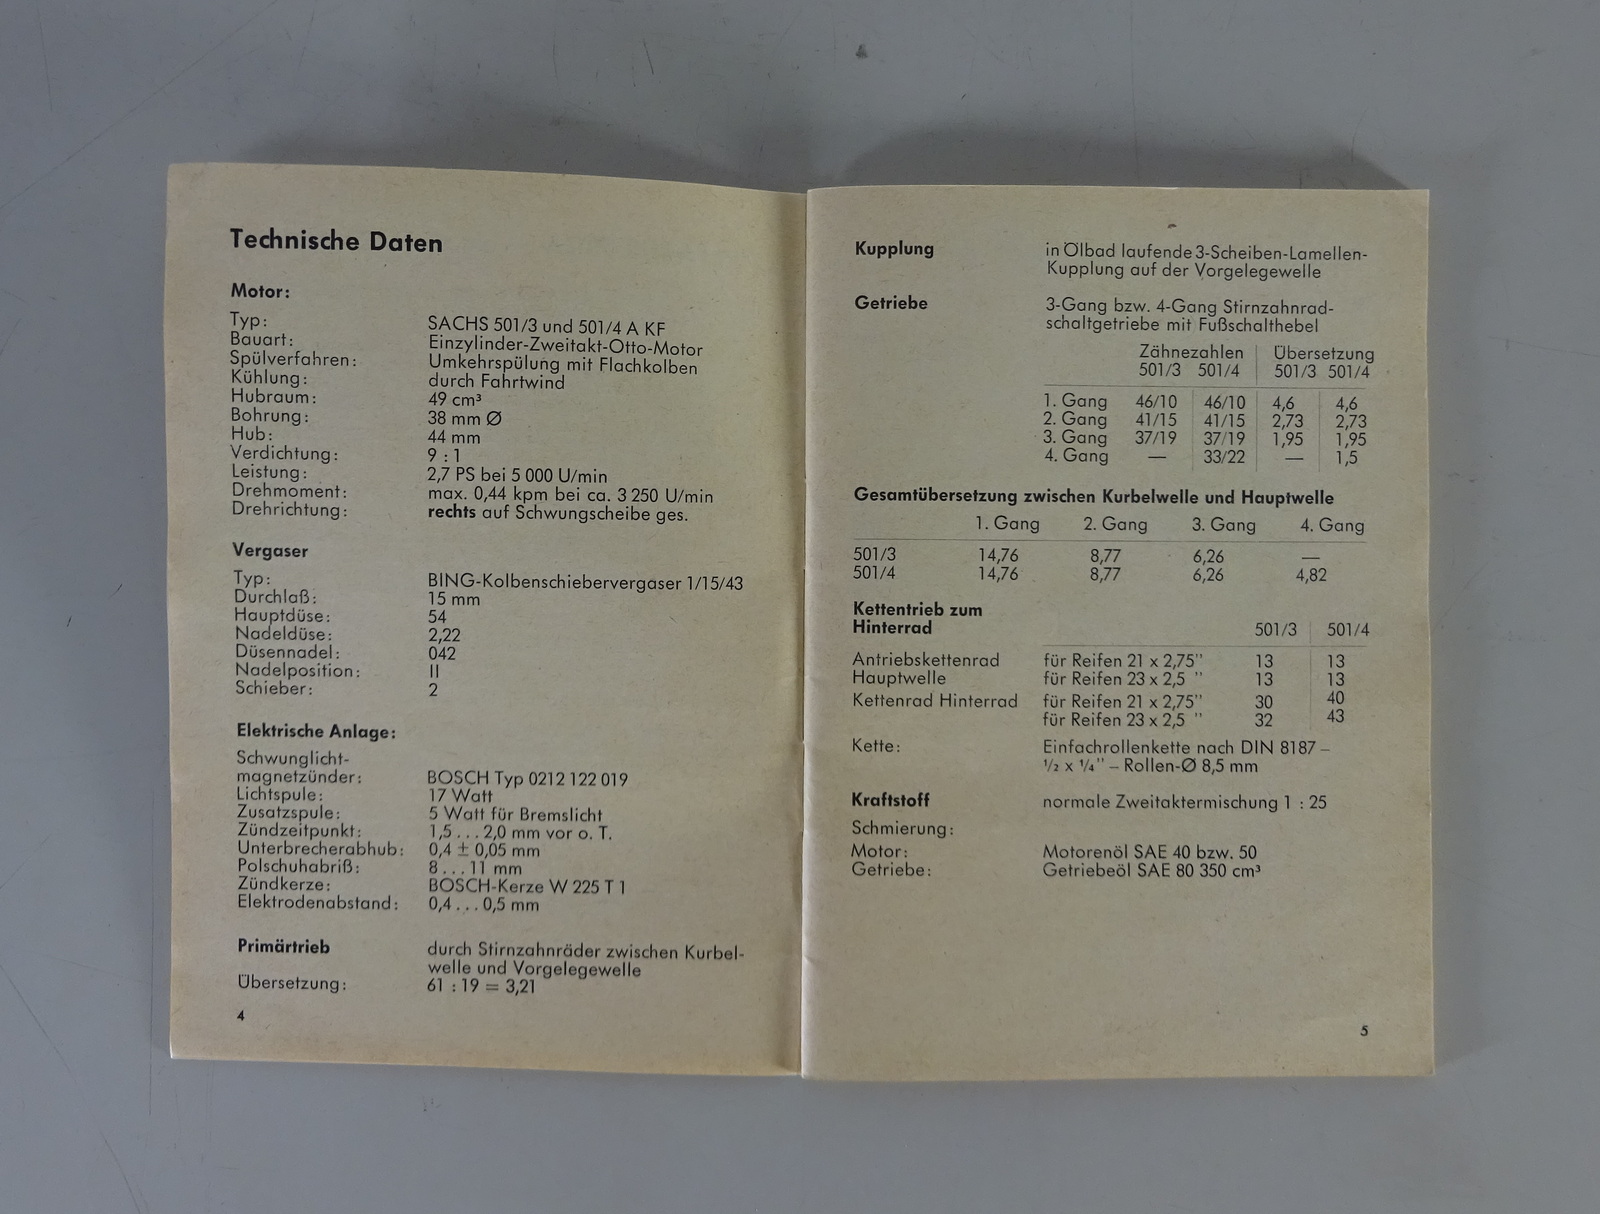 Technische Daten
Motor:
Typ: SACHS 501/3 und 501/4 A KF
Bauart: Einzylinder-Zweitakt-Otto-Motor
Spülverfahren: Umkehrspülung mit Flachkolben
Kühlung: durch Fahrtwind
Hubraum: 49 cm³
Bohrung: 38 mm Ø
Hub: 44 mm
Verdichtung: 9 : 1
Leistung: 2,7 PS bei 5 000 U/min
Drehmoment: max. 0,44 kpm bei ca. 3 250 U/min
Drehrichtung: rechts auf Schwungscheibe ges.
Vergaser
Typ: BING-Kolbenschiebervergaser 1/15/43
Durchlaß: 15 mm
Hauptdüse: 54
Nadeldüse: 2,22
Düsennadel: 042
Nadelposition: II
Schieber: 2
Elektrische Anlage:
Schwunglicht-
magnetzünder: BOSCH Typ 0212 122 019
Lichtspule: 17 Watt
Zusatzspule: 5 Watt für Bremslicht
Zündzeitpunkt: 1,5 . . . 2,0 mm vor o. T.
Unterbrecherabhub: 0,4 ± 0,05 mm
Polschuhabriß: 8 . . . 11 mm
Zündkerze: BOSCH-Kerze W 225 T 1
Elektrodenabstand: 0,4 . . . 0,5 mm
Primärtrieb durch Stirnzahnräder zwischen Kurbel-
welle und Vorgelegewelle
Übersetzung: 61 : 19 = 3,21
4
Kupplung in Ölbad laufende 3-Scheiben-Lamellen-
Kupplung auf der Vorgelegewelle
Getriebe 3-Gang bzw. 4-Gang Stirnzahnrad-
schaltgetriebe mit Fußschalthebel
Zähnezahlen Übersetzung
501/3 501/4 501/3 501/4
1. Gang 46/10 46/10 4,6 4,6
2. Gang 41/15 41/15 2,73 2,73
3. Gang 37/19 37/19 1,95 1,95
4. Gang — 33/22 — 1,5
Gesamtübersetzung zwischen Kurbelwelle und Hauptwelle
1. Gang 2. Gang 3. Gang 4. Gang
501/3 14,76 8,77 6,26 —
501/4 14,76 8,77 6,26 4,82
Kettentrieb zum
Hinterrad 501/3 501/4
Antriebskettenrad für Reifen 21 x 2,75" 13 13
Hauptwelle für Reifen 23 x 2,5 " 13 13
Kettenrad Hinterrad für Reifen 21 x 2,75" 30 40
für Reifen 23 x 2,5 " 32 43
Kette: Einfachrollenkette nach DIN 8187 –
½ x ¼" – Rollen-Ø 8,5 mm
Kraftstoff normale Zweitaktermischung 1 : 25
Schmierung:
Motor: Motorenöl SAE 40 bzw. 50
Getriebe: Getriebeöl SAE 80 350 cm³
5